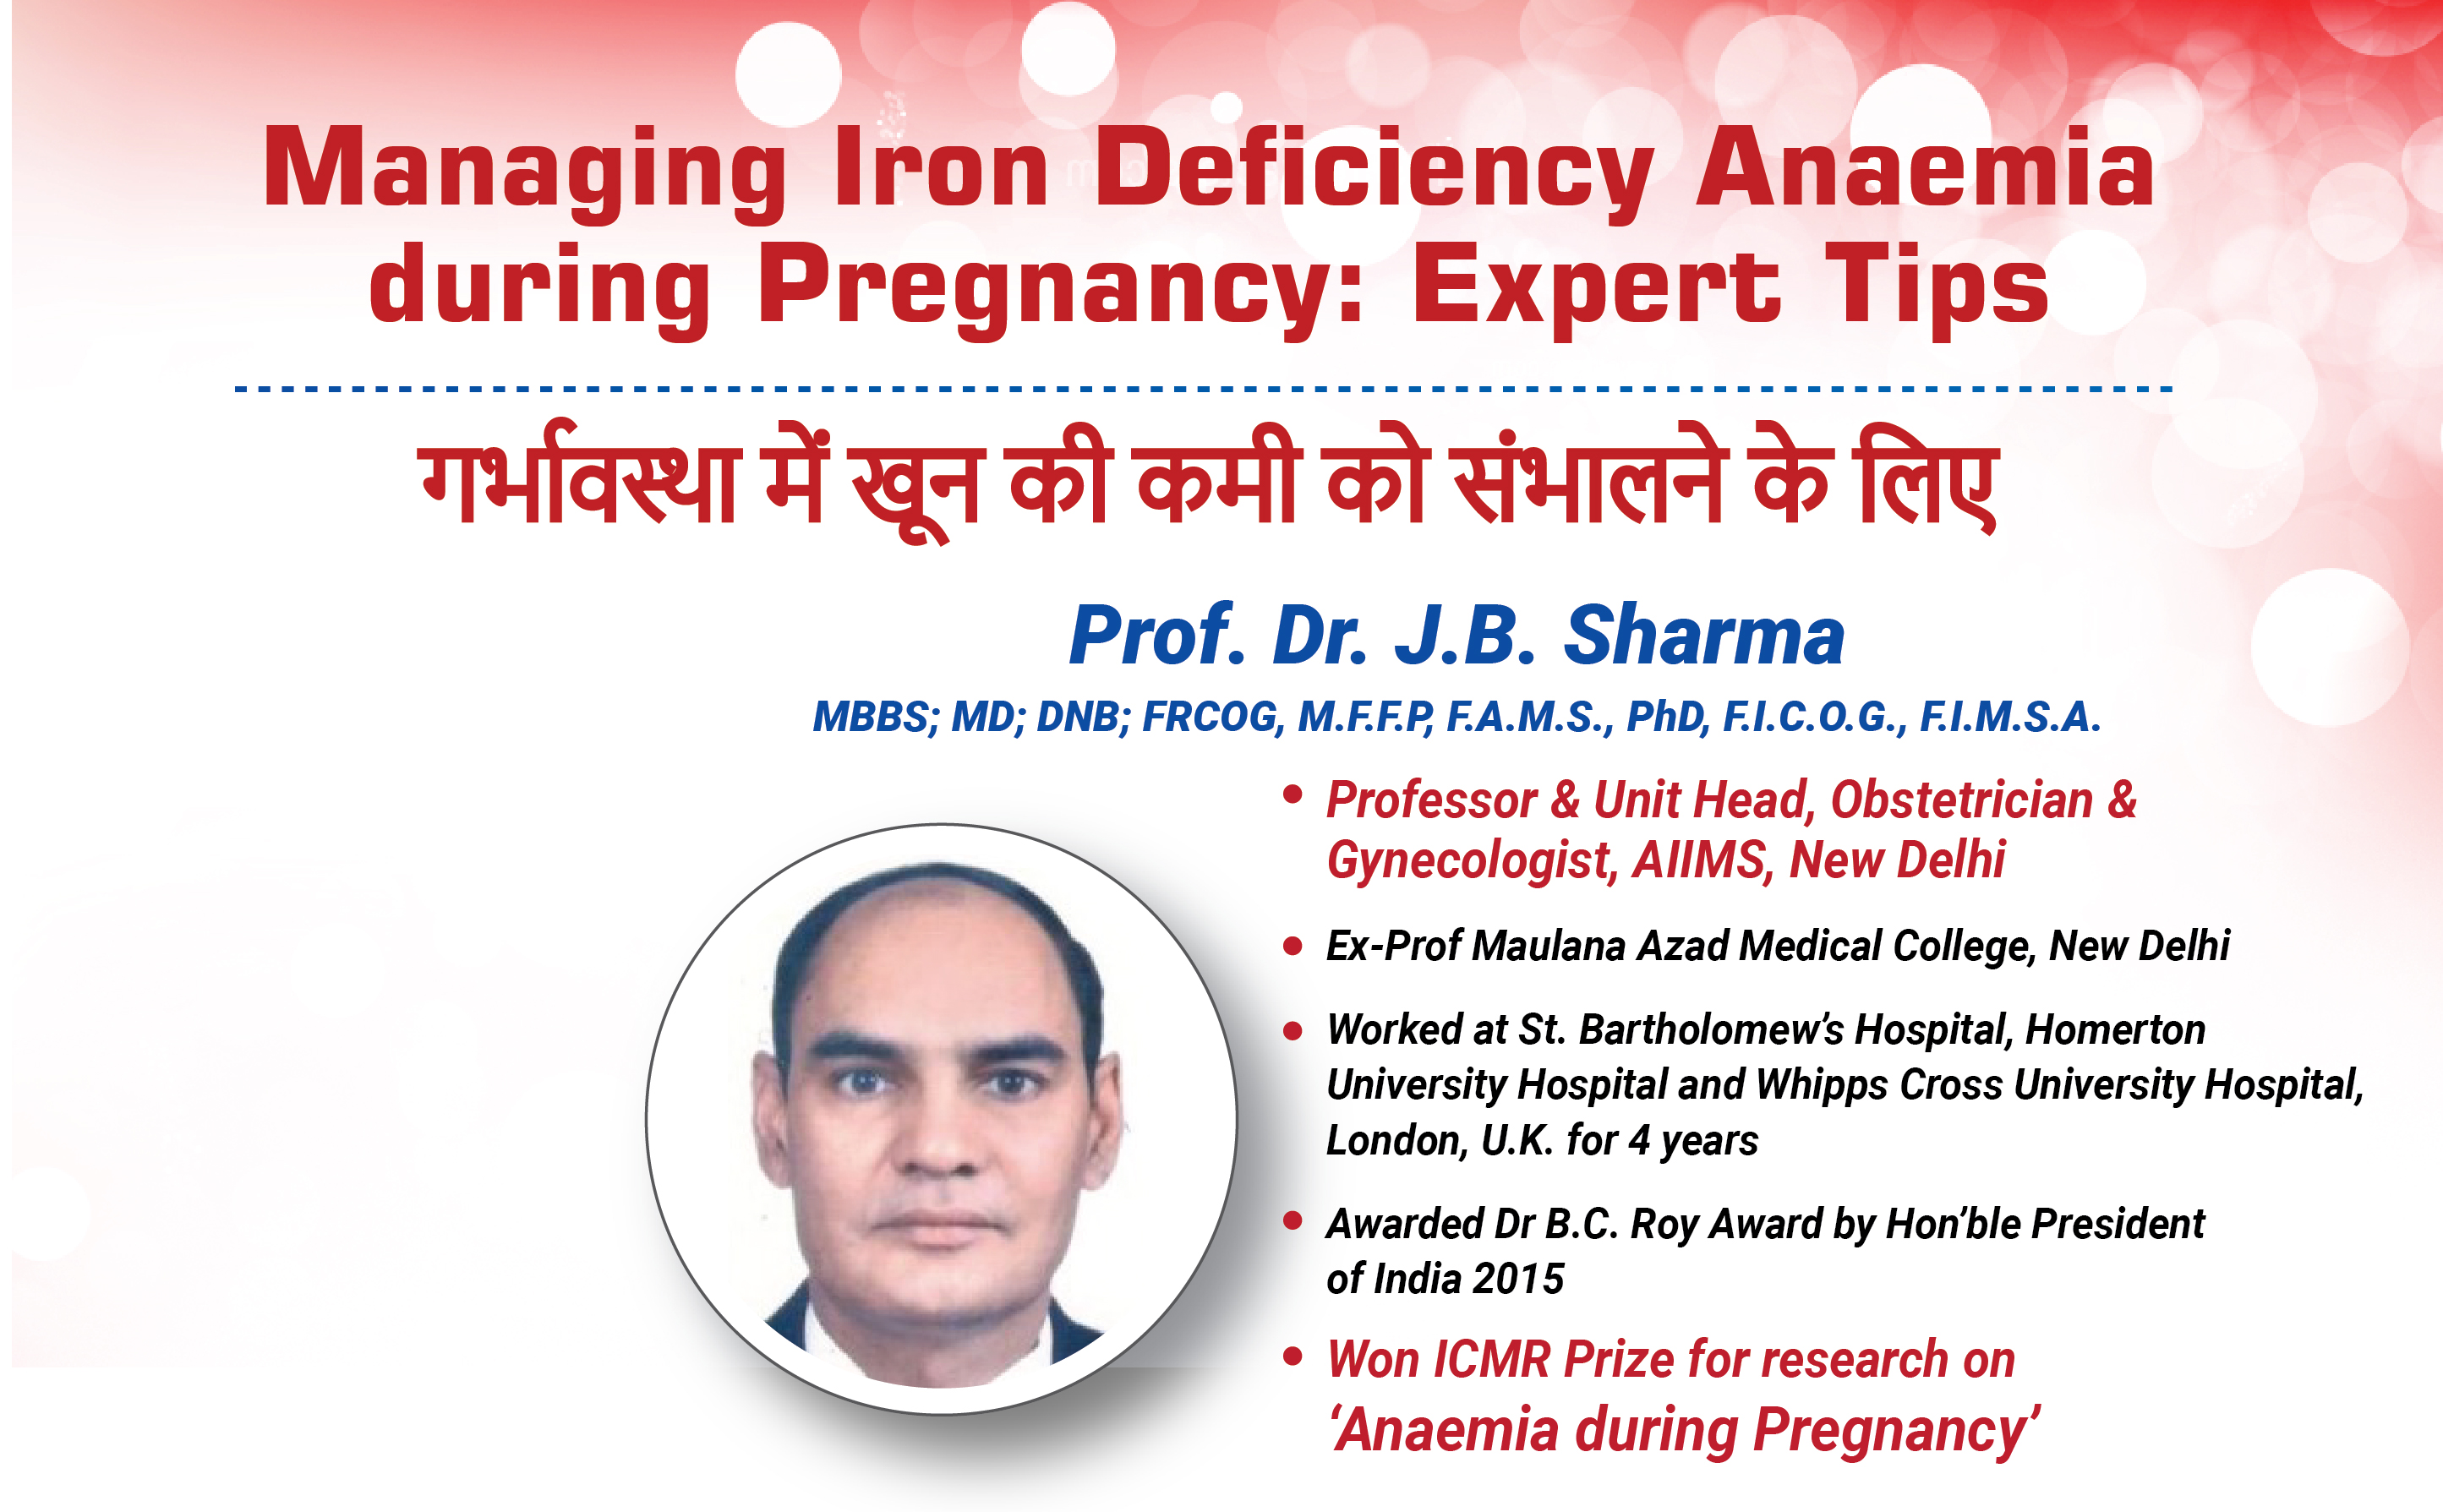 Managing Iron Deficiency Anaemia
during Pregnancy: Expert Tips
गर्भावस्था में खून की कमी को संभालने के लिए
Prof. Dr. J.B. Sharma
MBBS; MD; DNB; FRCOG, M.F.F.P, F.A.M.S., PhD, F.I.C.O.G., F.I.M.S.A.
• Professor & Unit Head, Obstetrician &
Gynecologist, AIIMS, New Delhi
• Ex-Prof Maulana Azad Medical College, New Delhi
• Worked at St. Bartholomew’s Hospital, Homerton
University Hospital and Whipps Cross University Hospital,
London, U.K. for 4 years
• Awarded Dr B.C. Roy Award by Hon’ble President
of India 2015
• Won ICMR Prize for research on
‘Anaemia during Pregnancy’